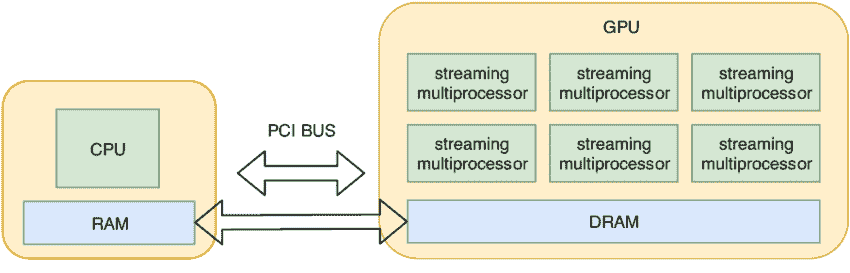 GPU
streaming
multiprocessor
streaming
multiprocessor
streaming
multiprocessor
PCI BUS
CPU
streaming
multiprocessor
streaming
multiprocessor
streaming
multiprocessor
RAM
DRAM